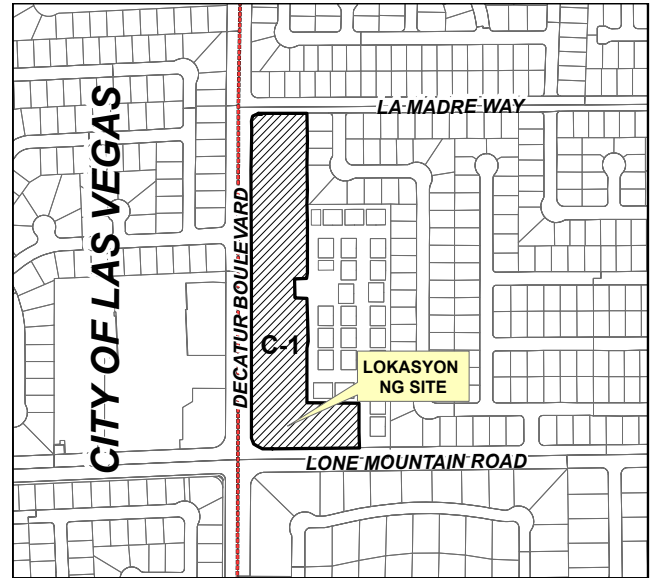 LA MADRE WAY
CITY OF LAS VEGAS
DECATUR BOULEVARD
C-1
LOKASYON
NG SITE
LONE MOUNTAIN ROAD